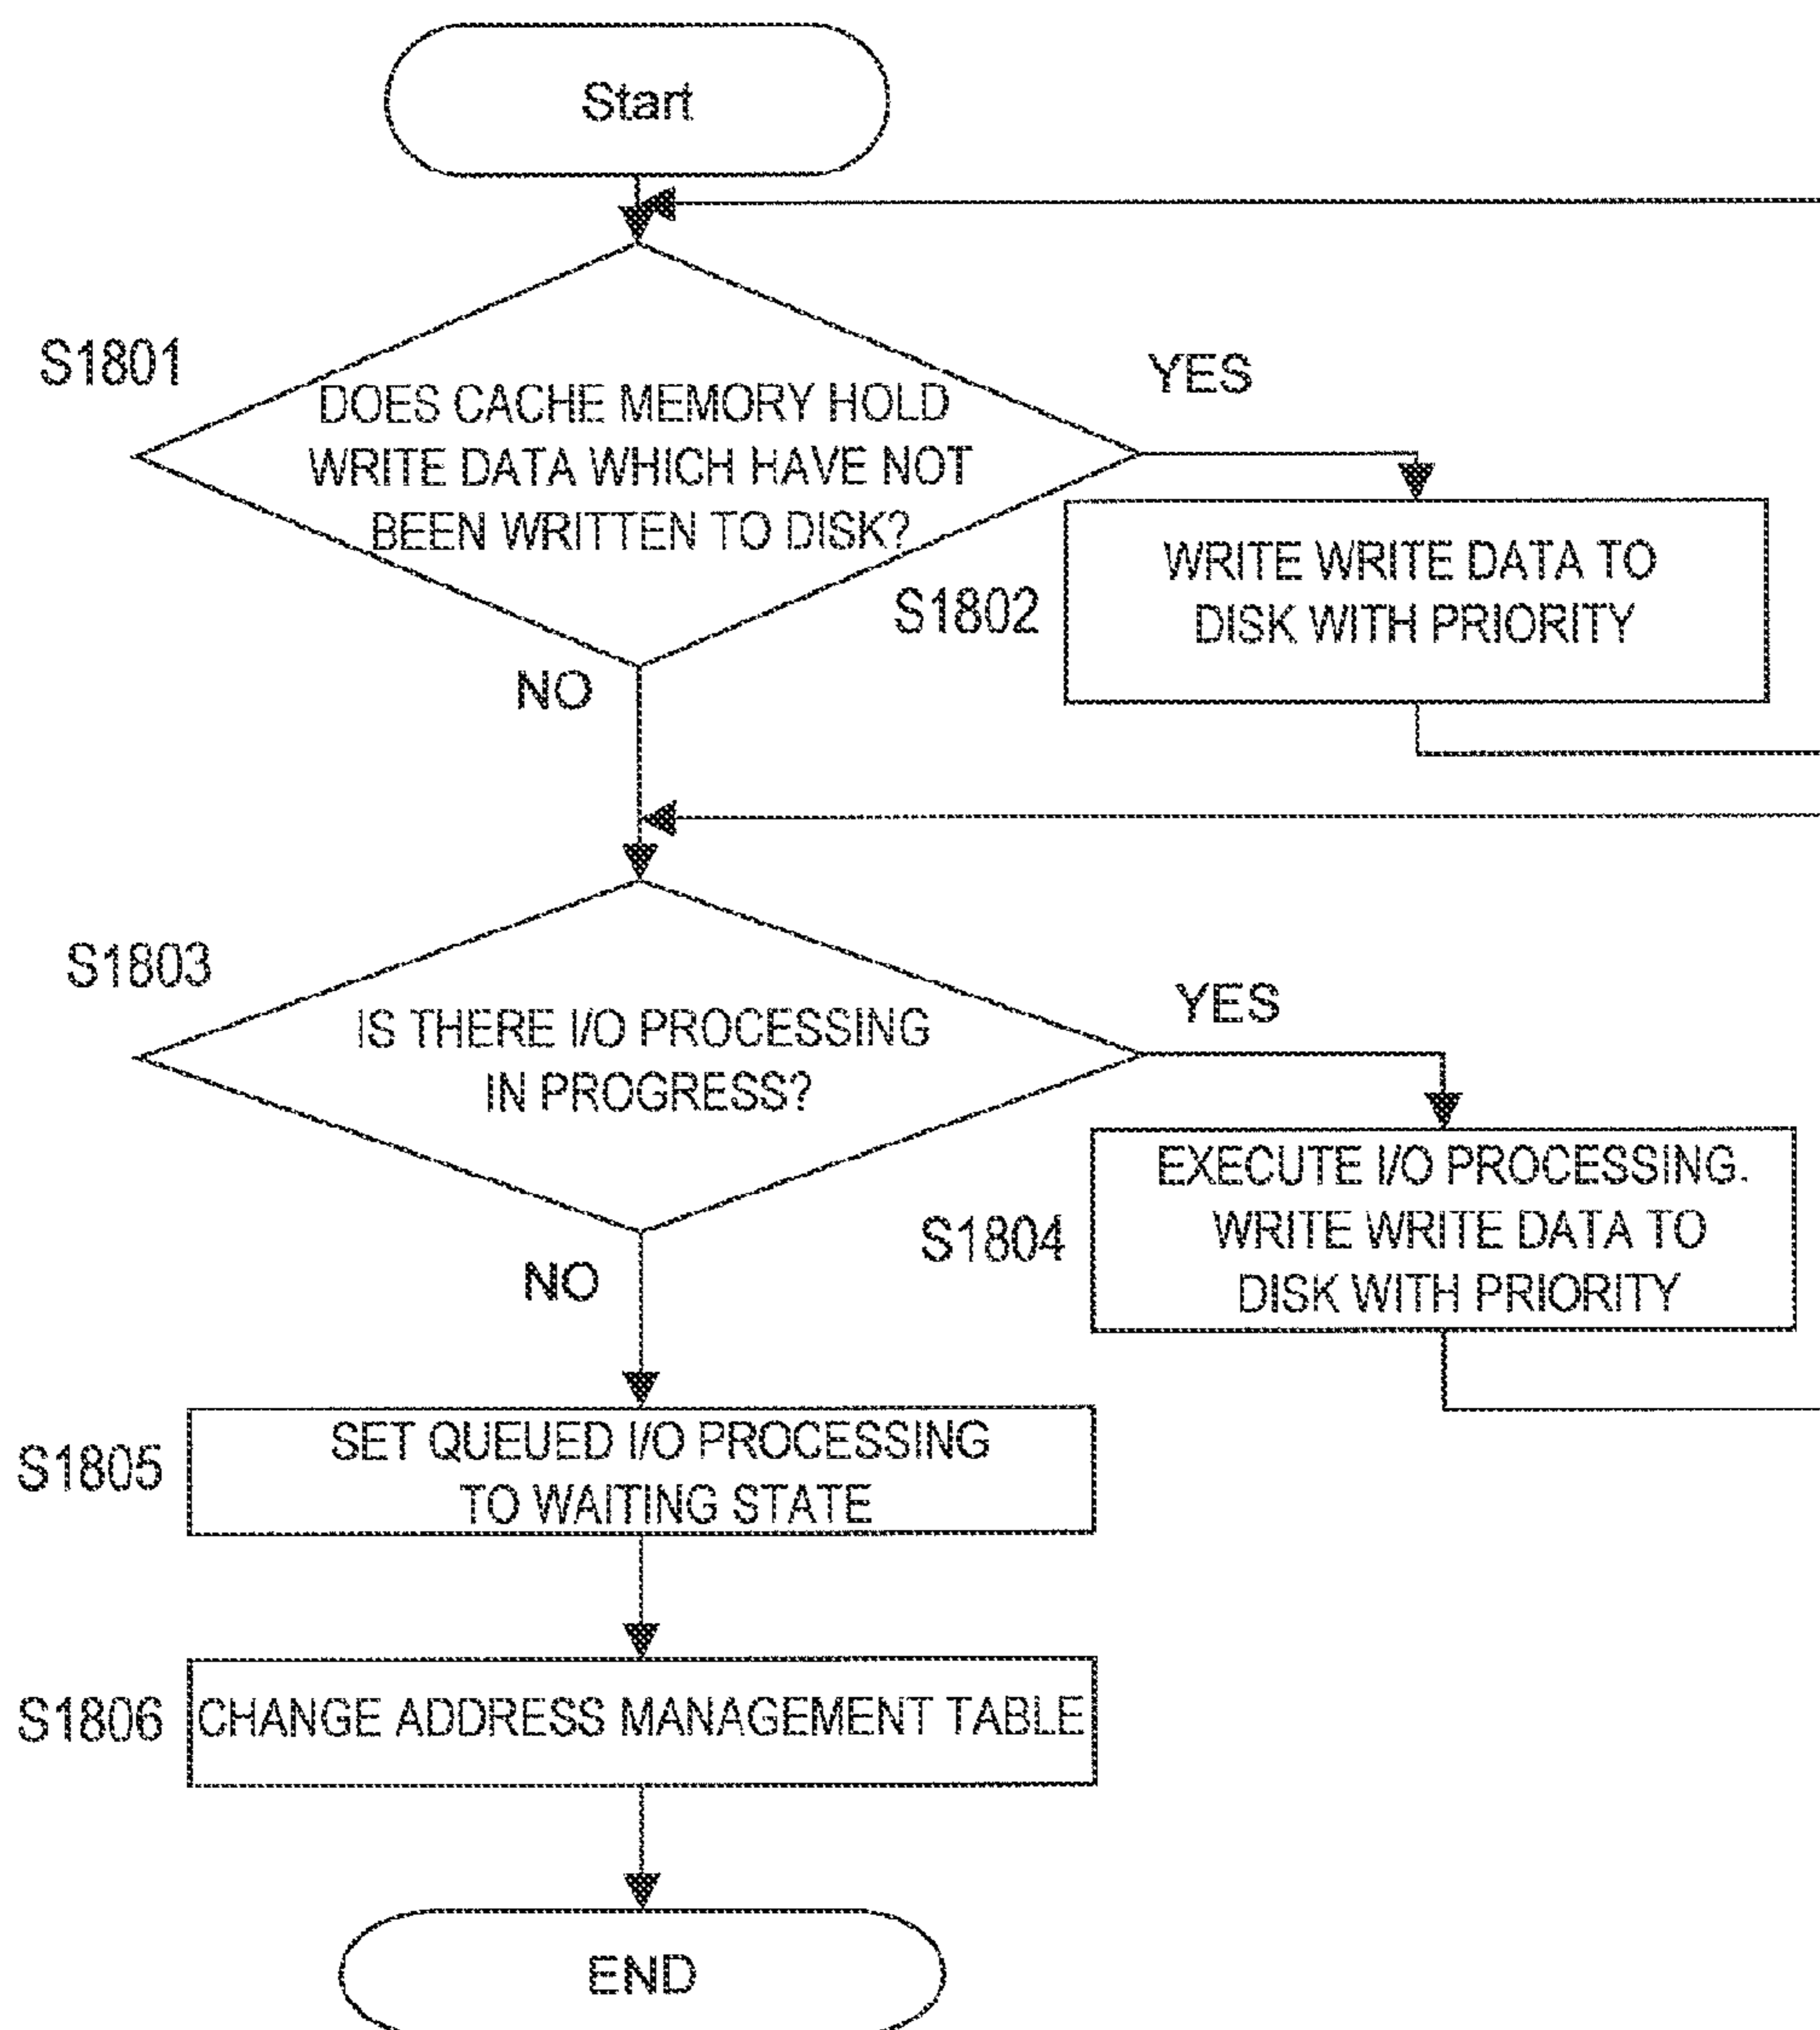 Start
S1801
DOES CACHE MEMORY HOLD
WRITE DATA WHICH HAVE NOT
BEEN WRITTEN TO DISK?
YES
S1802
WRITE WRITE DATA TO
DISK WITH PRIORITY
NO
S1803
IS THERE I/O PROCESSING
IN PROGRESS?
YES
S1804
EXECUTE I/O PROCESSING.
WRITE WRITE DATA TO
DISK WITH PRIORITY
NO
S1805
SET QUEUED I/O PROCESSING
TO WAITING STATE
S1806
CHANGE ADDRESS MANAGEMENT TABLE
END